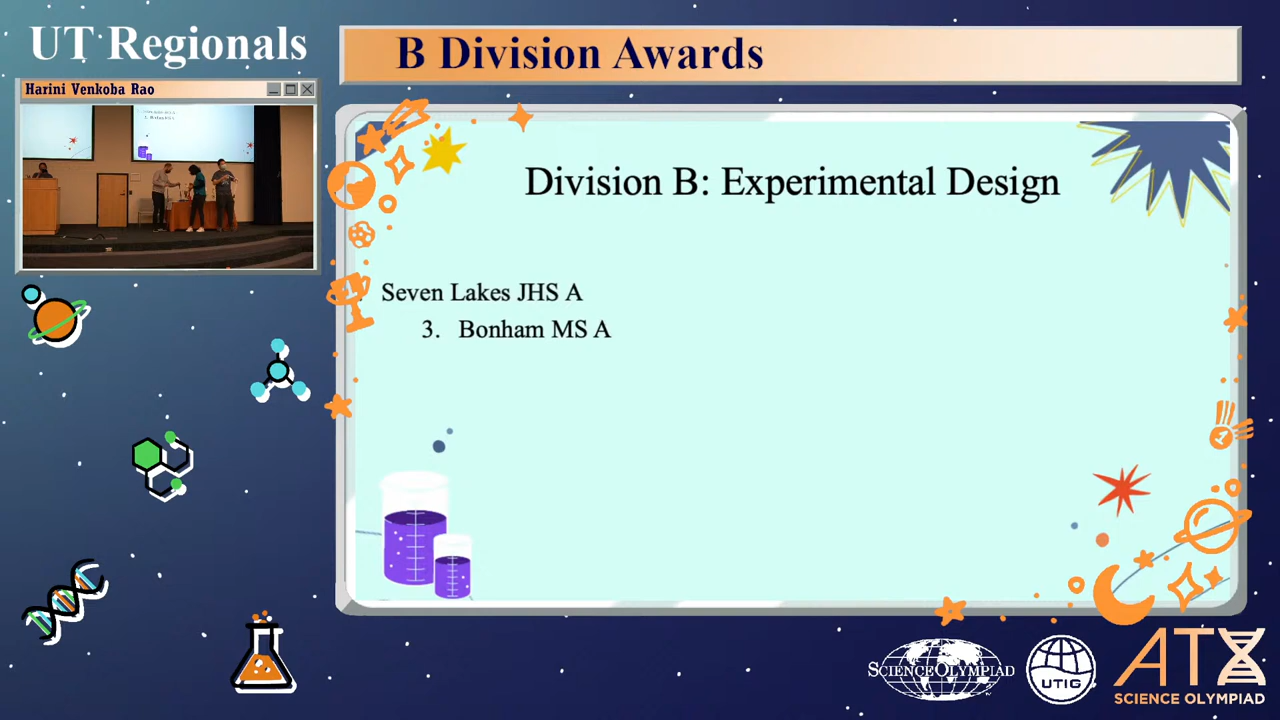 UT Regionals
B Division Awards
Harini Venkoba Rao
Division B: Experimental Design
Seven Lakes JHS A
3. Bonham MS A
1
SCIENCE OLYMPIAD
UTIG
ATX
SCIENCE OLYMPIAD